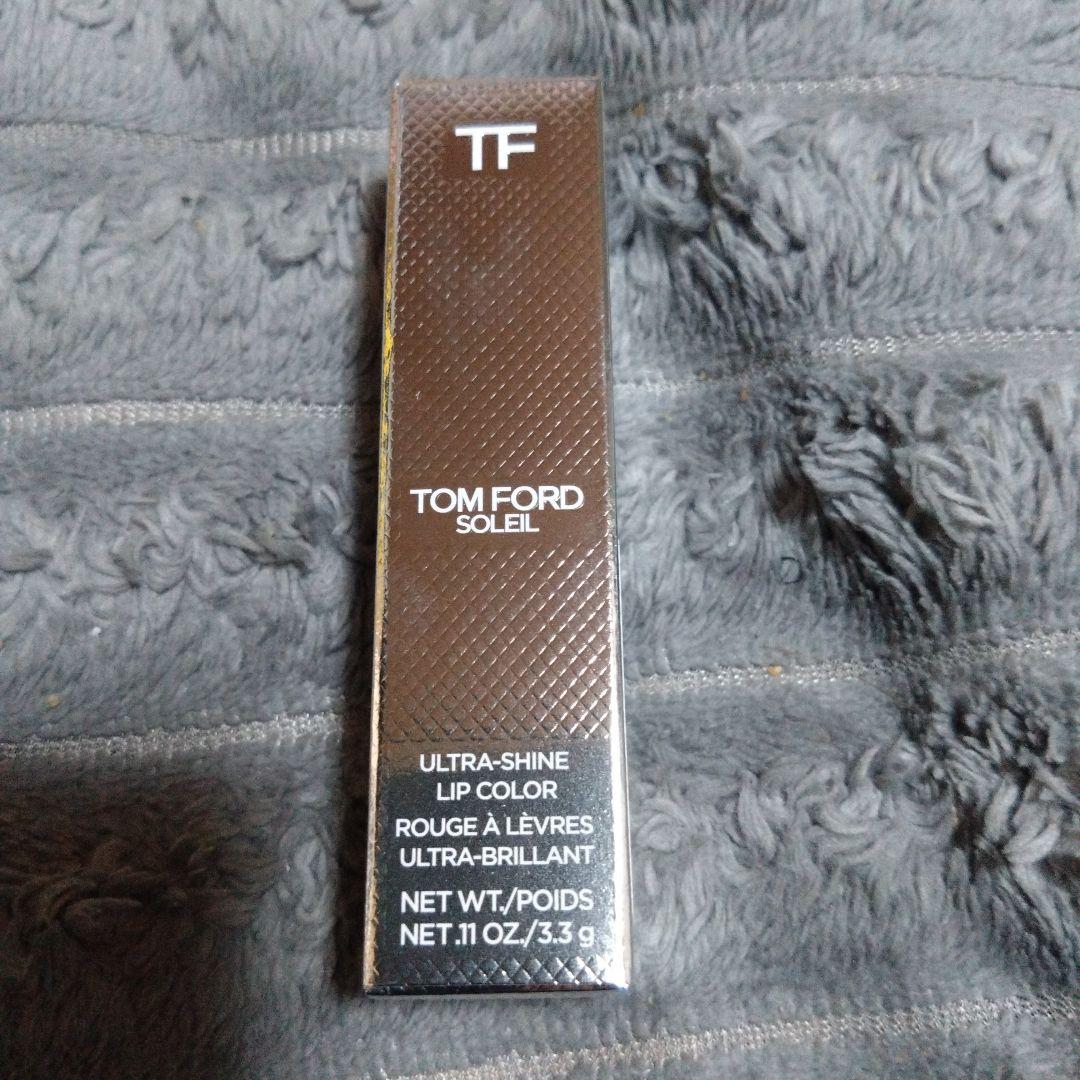 TF
TOM FORD
SOLEIL
ULTRA-SHINE
LIP COLOR
ROUGE À LÈVRES
ULTRA-BRILLANT
NET WT./POIDS
NET .11 OZ./3.3 g